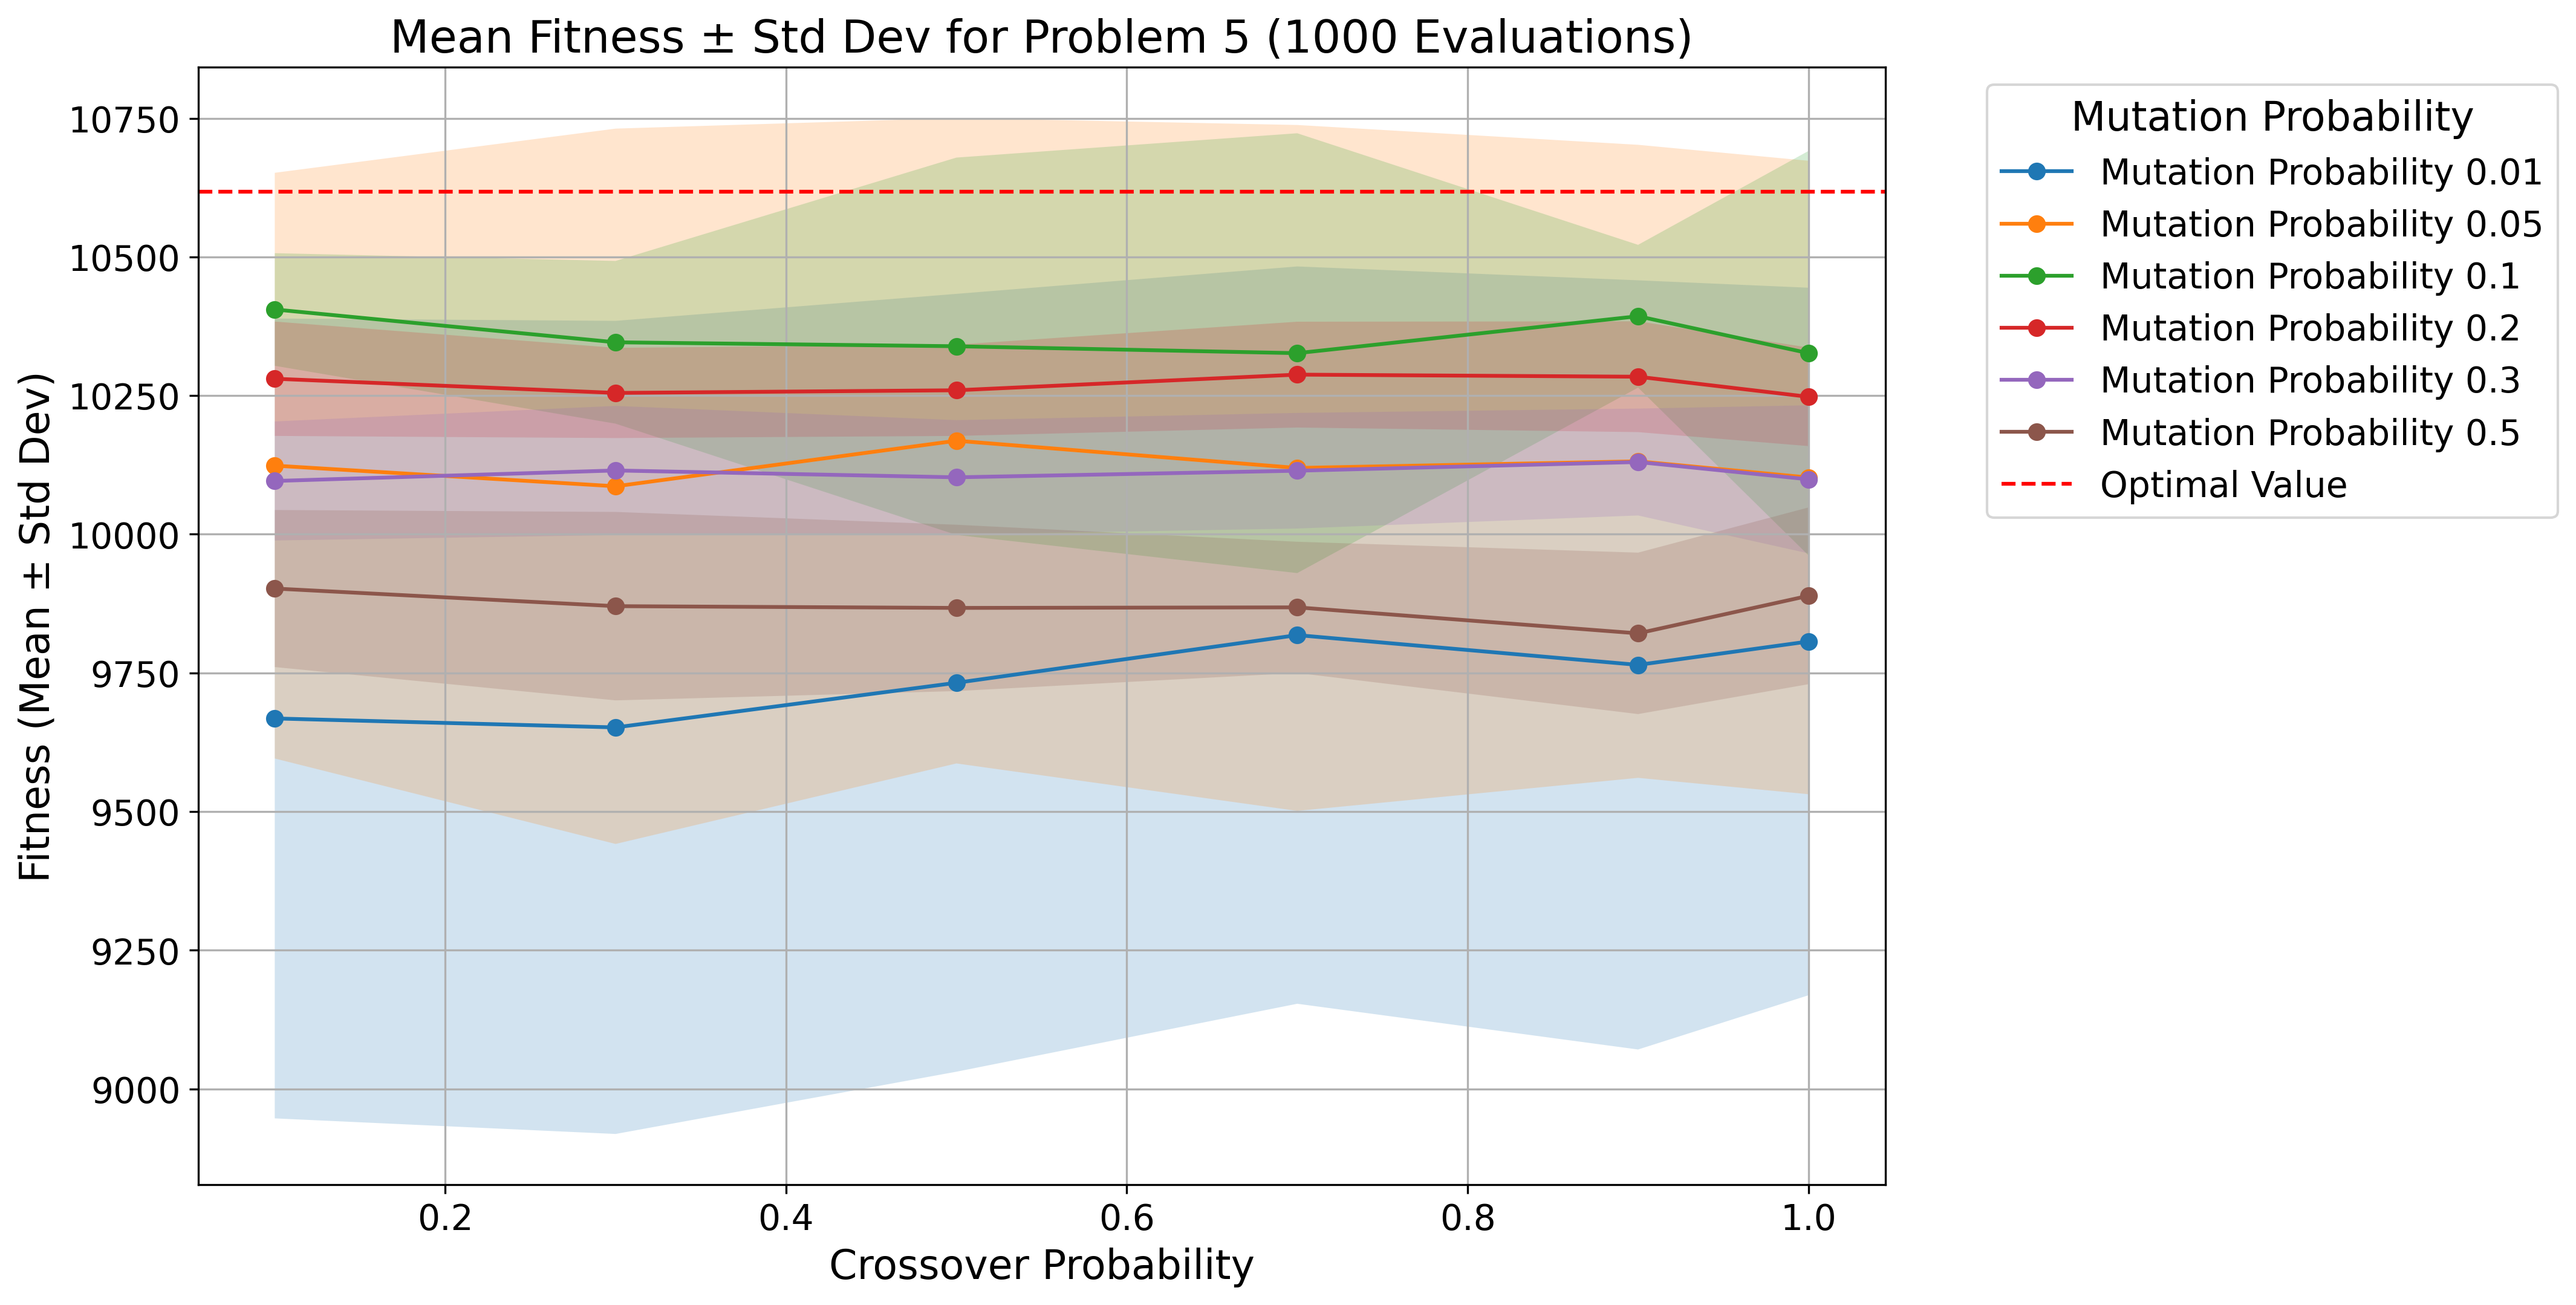 Mean Fitness ± Std Dev for Problem 5 (1000 Evaluations)
Fitness (Mean ± Std Dev)
10750
10500
10250
10000
9750
9500
9250
9000
0.2 0.4 0.6 0.8 1.0
Crossover Probability
Mutation Probability
Mutation Probability 0.01
Mutation Probability 0.05
Mutation Probability 0.1
Mutation Probability 0.2
Mutation Probability 0.3
Mutation Probability 0.5
Optimal Value